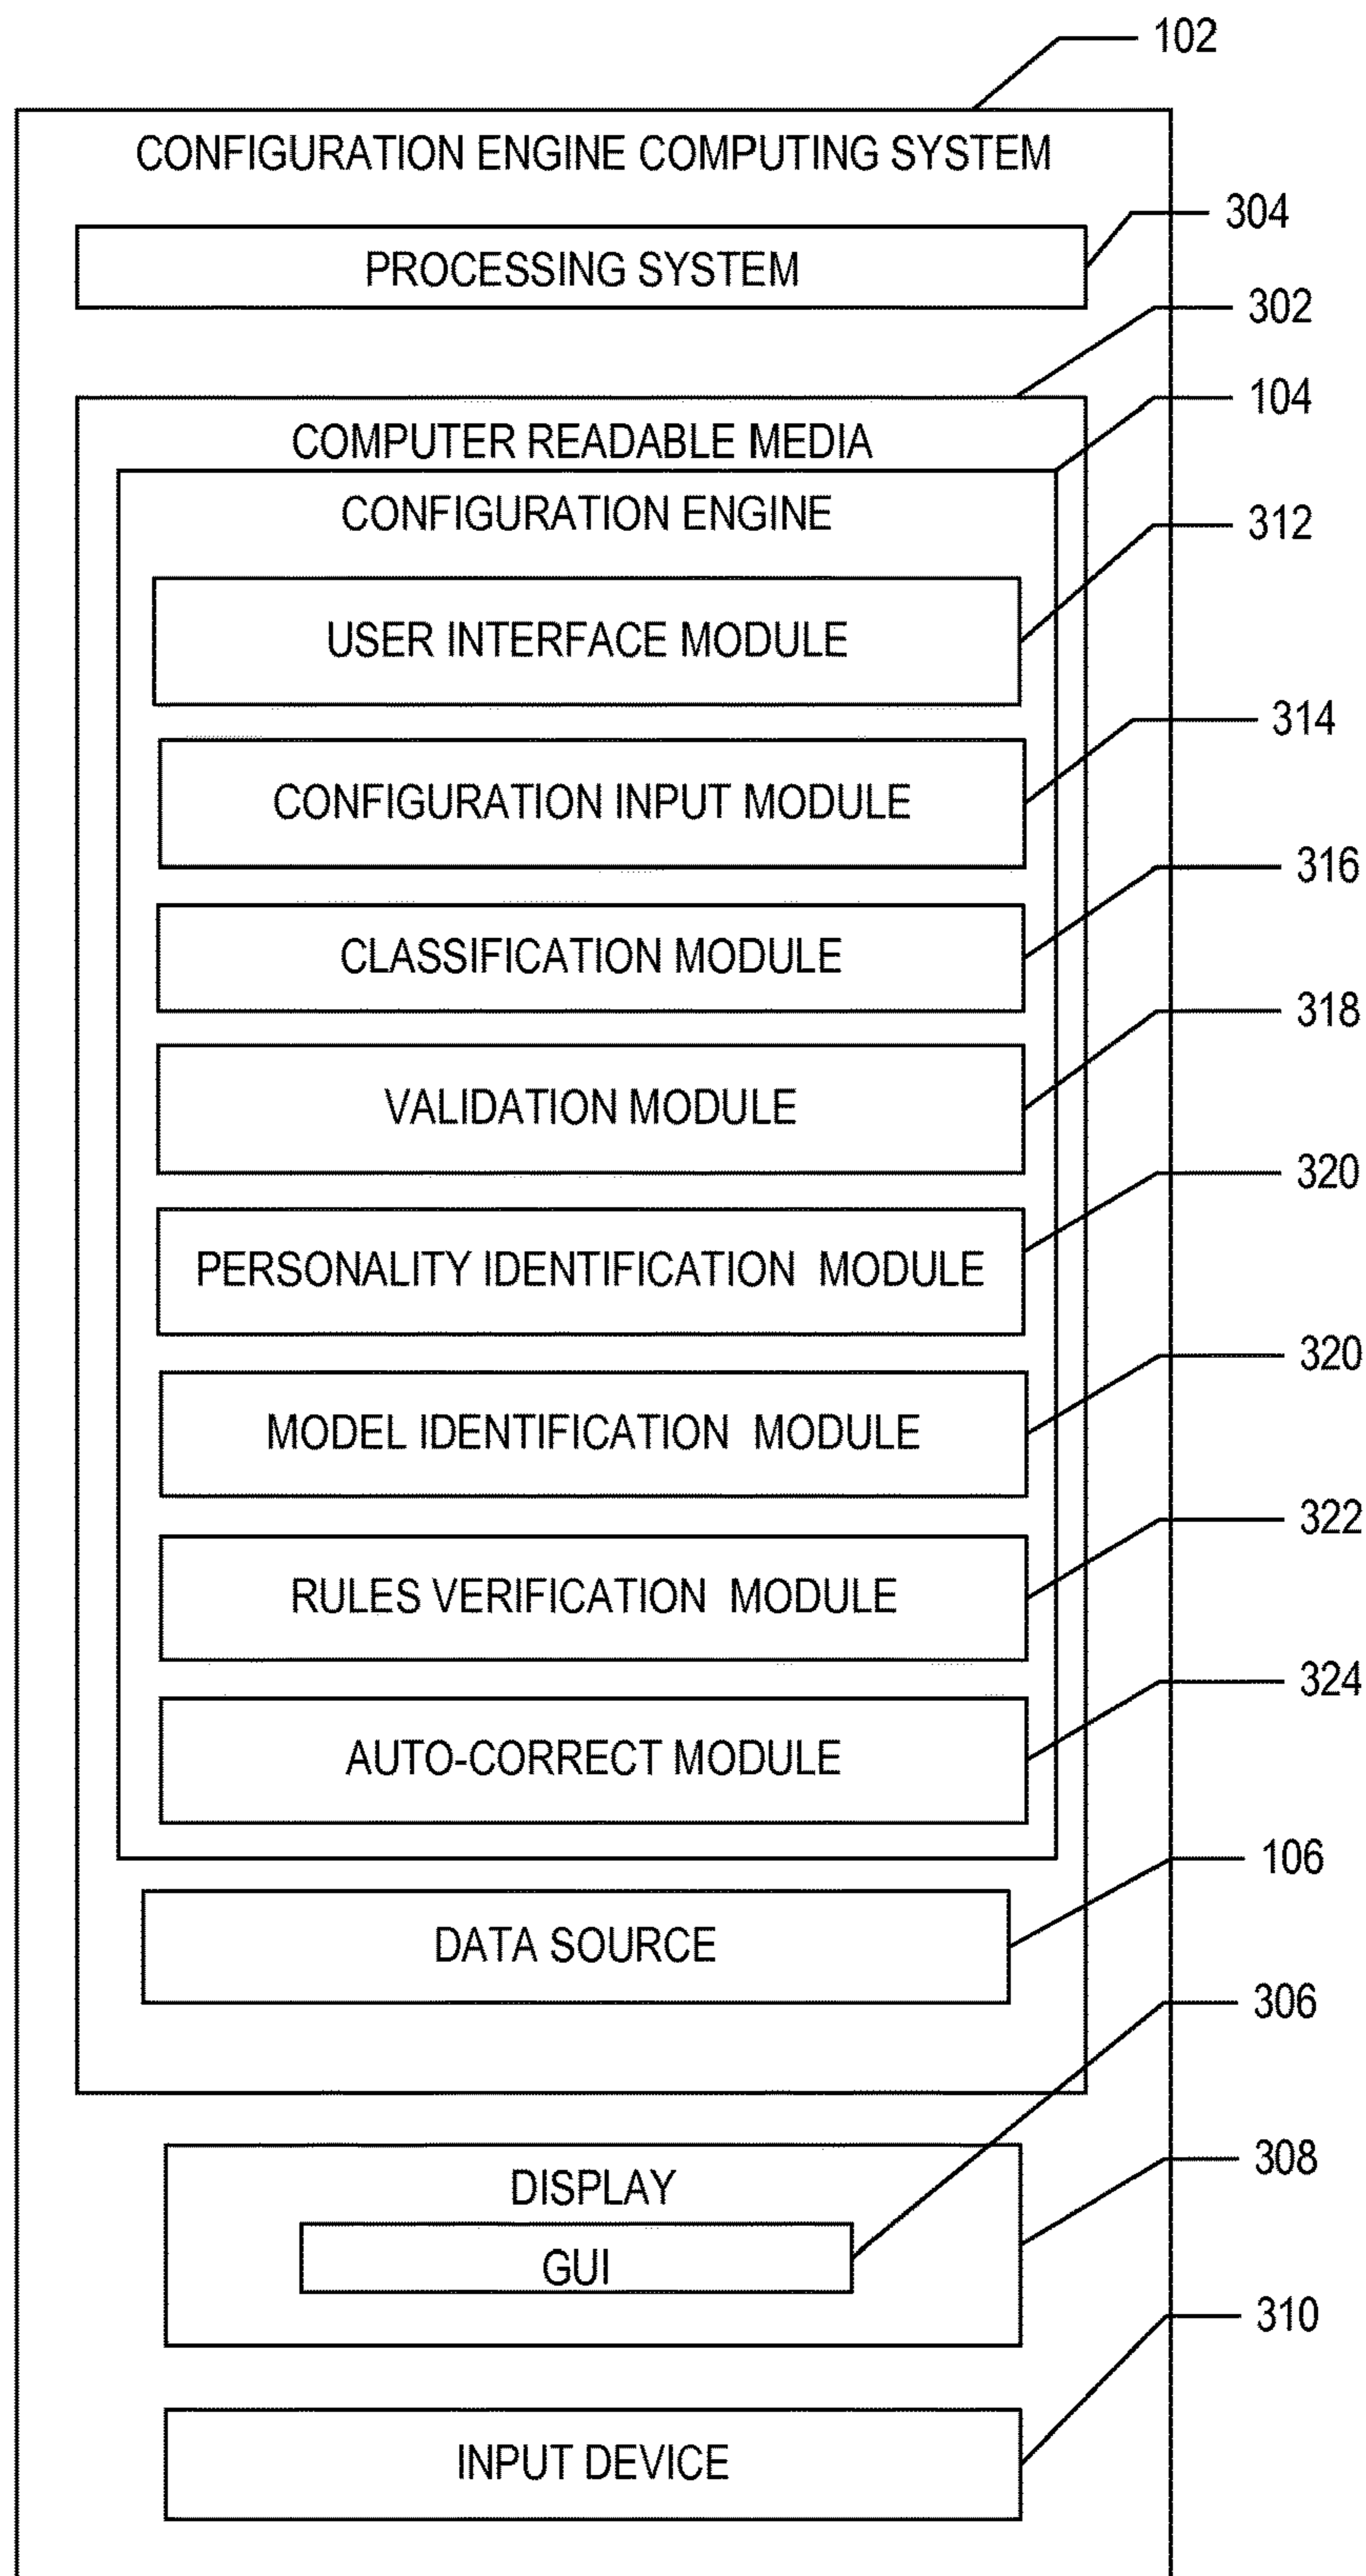 102
CONFIGURATION ENGINE COMPUTING SYSTEM
304
PROCESSING SYSTEM
302
104
COMPUTER READABLE MEDIA
CONFIGURATION ENGINE
312
USER INTERFACE MODULE
314
CONFIGURATION INPUT MODULE
316
CLASSIFICATION MODULE
318
VALIDATION MODULE
320
PERSONALITY IDENTIFICATION MODULE
320
MODEL IDENTIFICATION MODULE
322
RULES VERIFICATION MODULE
324
AUTO-CORRECT MODULE
106
DATA SOURCE
306
308
DISPLAY
GUI
310
INPUT DEVICE